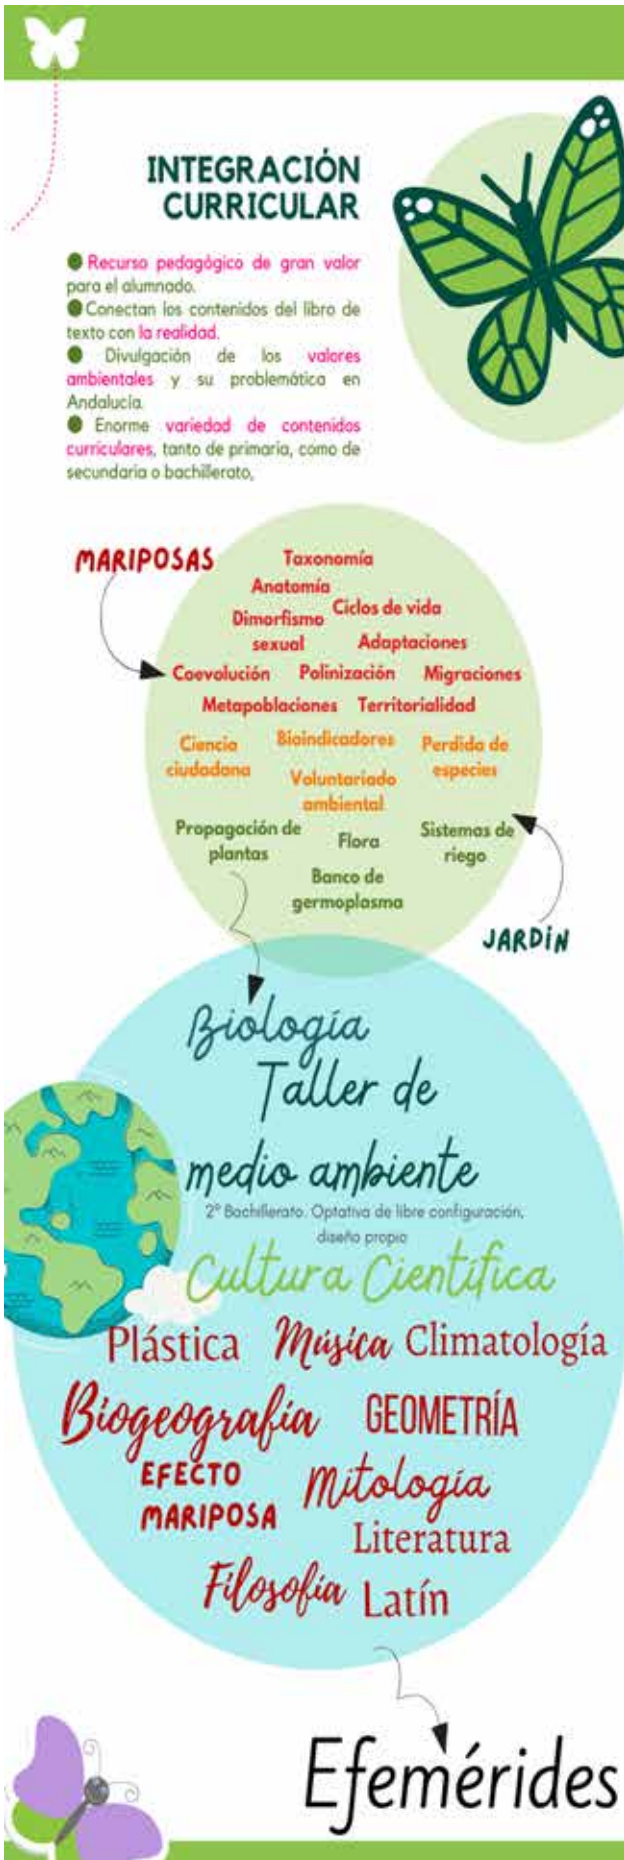 INTEGRACIÓN
CURRICULAR
● Recurso pedagógico de gran valor
para el alumnado.
● Conectan los contenidos del libro de
texto con la realidad.
● Divulgación de los valores
ambientales y su problemática en
Andalucía.
● Enorme variedad de contenidos
curriculares, tanto de primaria, como de
secundaria o bachillerato,
MARIPOSAS
Taxonomía
Anatomía
Ciclos de vida
Dimorfismo
sexual
Adaptaciones
Coevolución Polinización Migraciones
Metapoblaciones Territorialidad
Ciencia
ciudadana
Bioindicadores
Perdida de
especies
Voluntariado
ambiental
Propagación de
plantas
Flora
Sistemas de
riego
Banco de
germoplasma
JARDÍN
Biología
Taller de
medio ambiente
2º Bachillerato. Optativa de libre configuración,
diseño propio
Cultura Científica
Plástica Música Climatología
Biogeografía GEOMETRÍA
EFECTO
MARIPOSA
Mitología
Literatura
Filosofía Latín
Efemérides